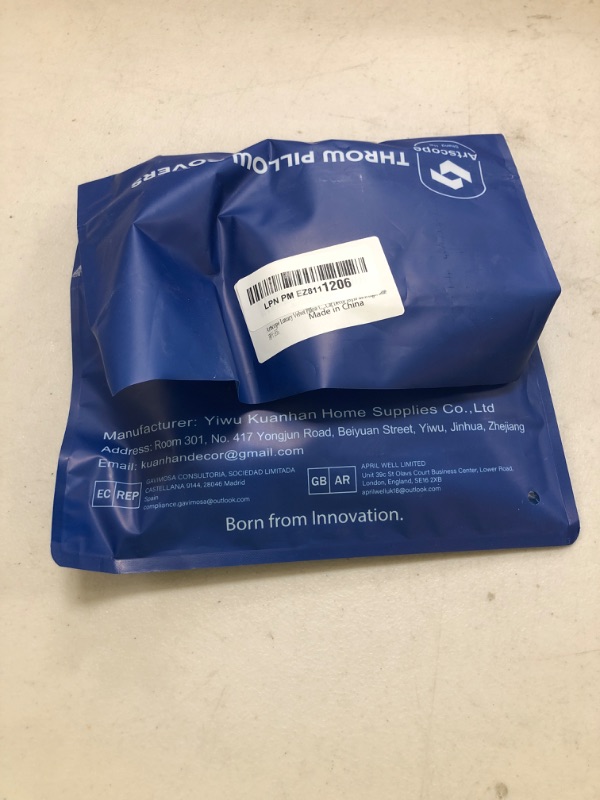 THROW PILLOW COVERS
Artscope
LPN PM EZ8111206
Made in China
Manufacturer: Yiwu Kuanhan Home Supplies Co.,Ltd
Address: Room 301, No. 417 Yongjun Road, Beiyuan Street, Yiwu, Jinhua, Zhejiang
Email: kuanhandecor@gmail.com
EC REP
GAVIMOSA CONSULTORIA, SOCIEDAD LIMITADA
CASTELLANA 9144, 28046 Madrid
Spain
compliance.gavimosa@outlook.com
GB AR
APRIL WELL LIMITED
Unit 39c St Olavs Court Business Center, Lower Road,
London, England, SE16 2XB
aprilwelluk16@outlook.com
Born from Innovation.